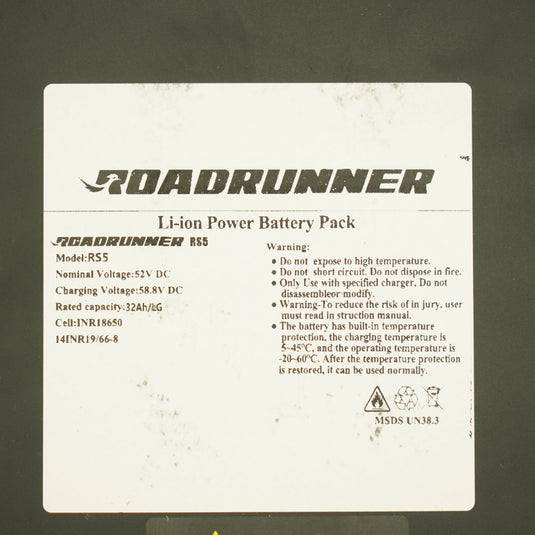 ROADRUNNER
Li-ion Power Battery Pack
ROADRUNNER RS5
Model:RS5
Nominal Voltage:52V DC
Charging Voltage:58.8V DC
Rated capacity:32Ah/LG
Cell:INR18650
14INR19/66-8
Warning:
● Do not expose to high temperature.
● Do not short circuit. Do not dispose in fire.
● Only Use with specified charger, Do not
disassembleor modify.
● Warning-To reduce the risk of in jury, user
must read in struction manual.
● The battery has built-in temperature
protection, the charging temperature is
5~45°C, and the operating temperature is
-20~60°C. After the temperature protection
is restored, it can be used normally.
MSDS UN38.3